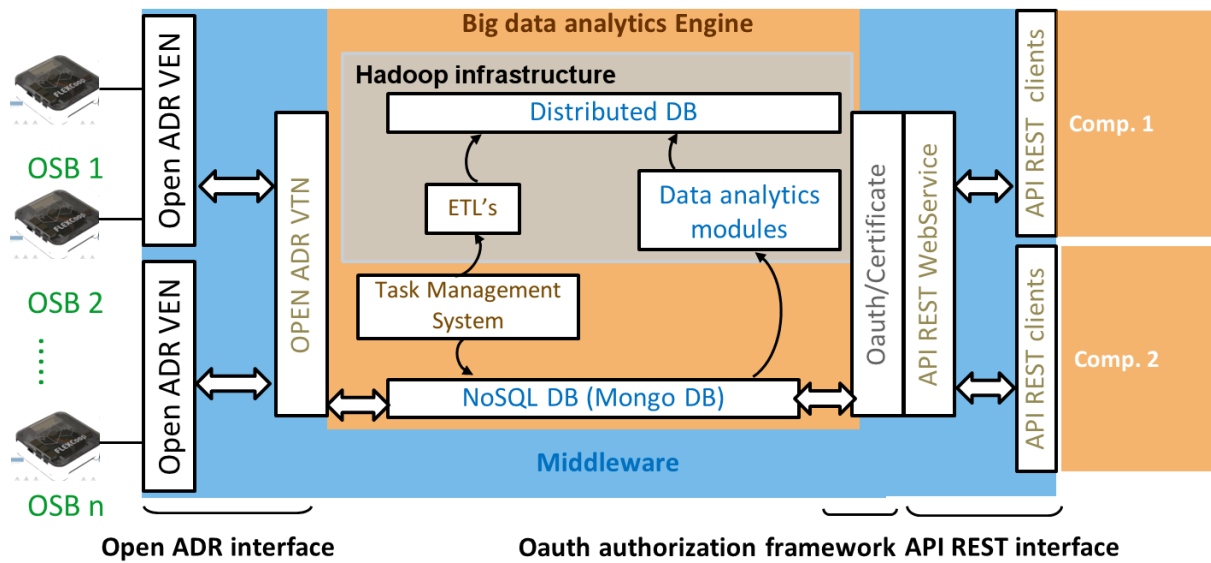 Big data analytics Engine
Hadoop infrastructure
Distributed DB
ETL's
Data analytics
modules
Task Management
System
NoSQL DB (Mongo DB)
Middleware
FLEXCoop
OSB 1
FLEXCoop
OSB 2
FLEXCoop
OSB n
Open ADR VEN
Open ADR VEN
OPEN ADR VTN
Oauth/Certificate
API REST WebService
API REST clients
API REST clients
Comp. 1
Comp. 2
Open ADR interface
Oauth authorization framework
API REST interface